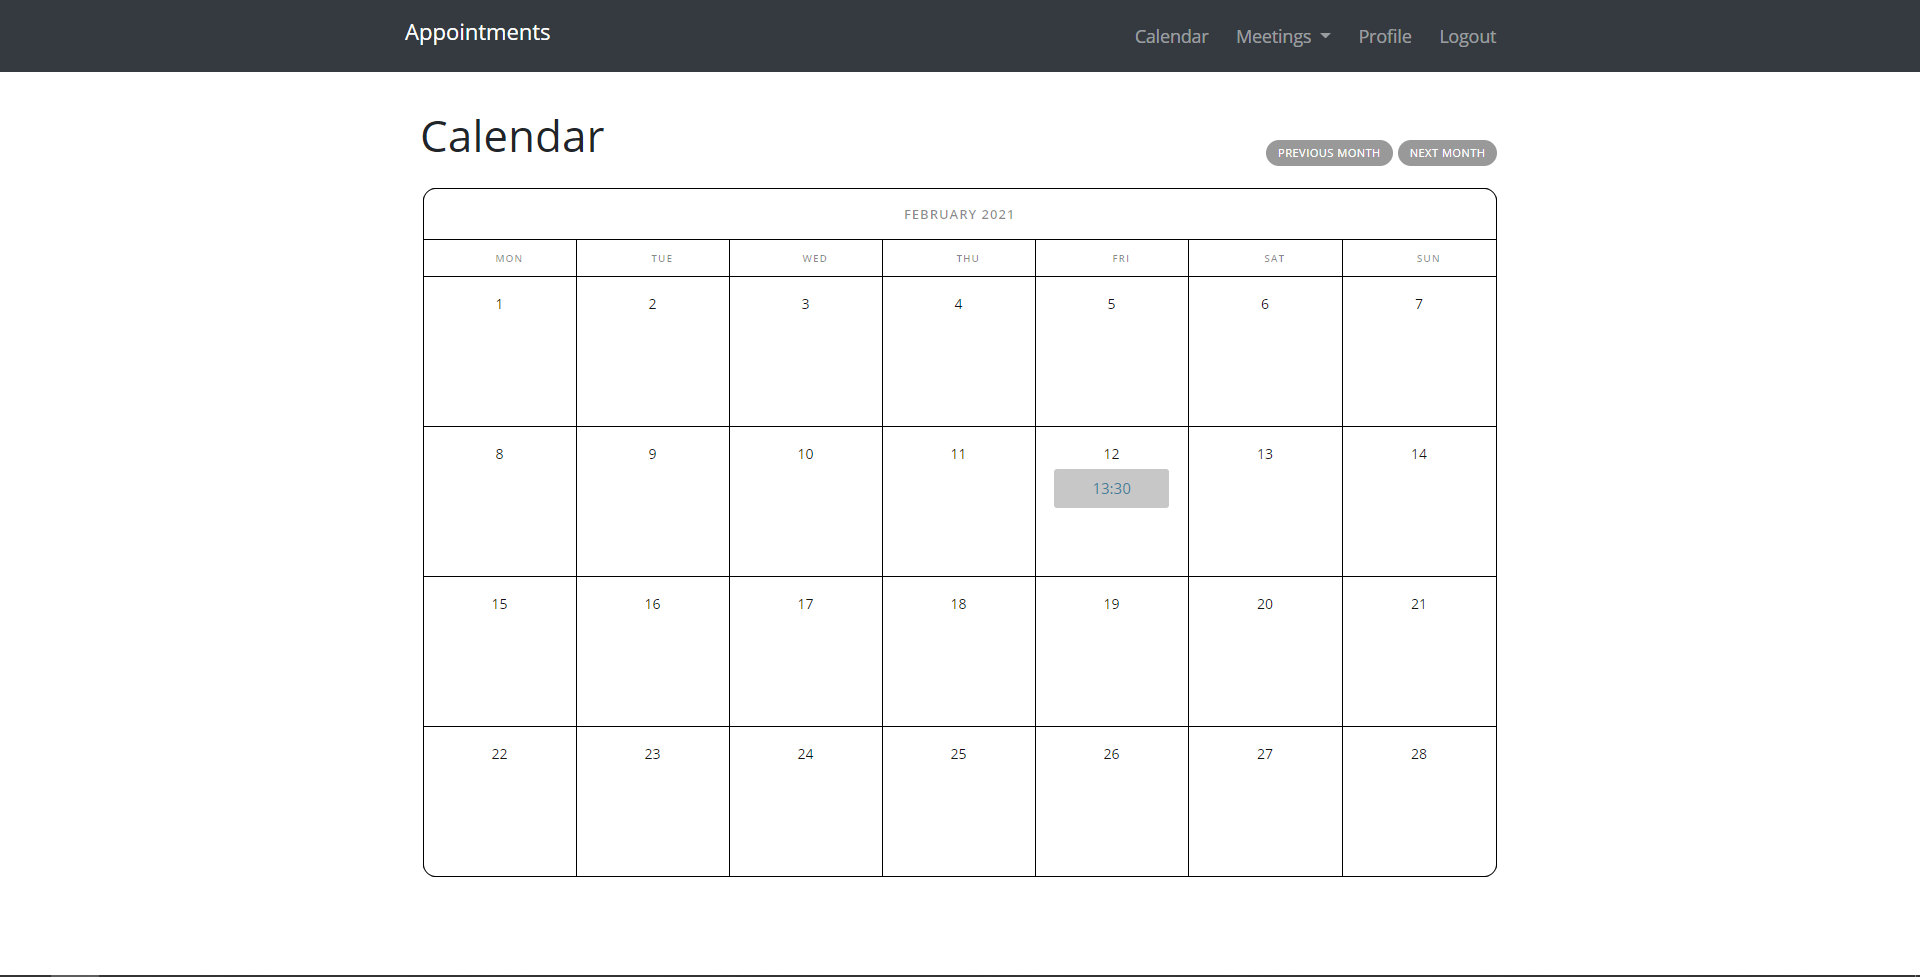 Appointments
Calendar Meetings Profile Logout
Calendar
PREVIOUS MONTH NEXT MONTH
FEBRUARY 2021
MON TUE WED THU FRI SAT SUN
1 2 3 4 5 6 7
8 9 10 11 12 13 14
13:30
15 16 17 18 19 20 21
22 23 24 25 26 27 28